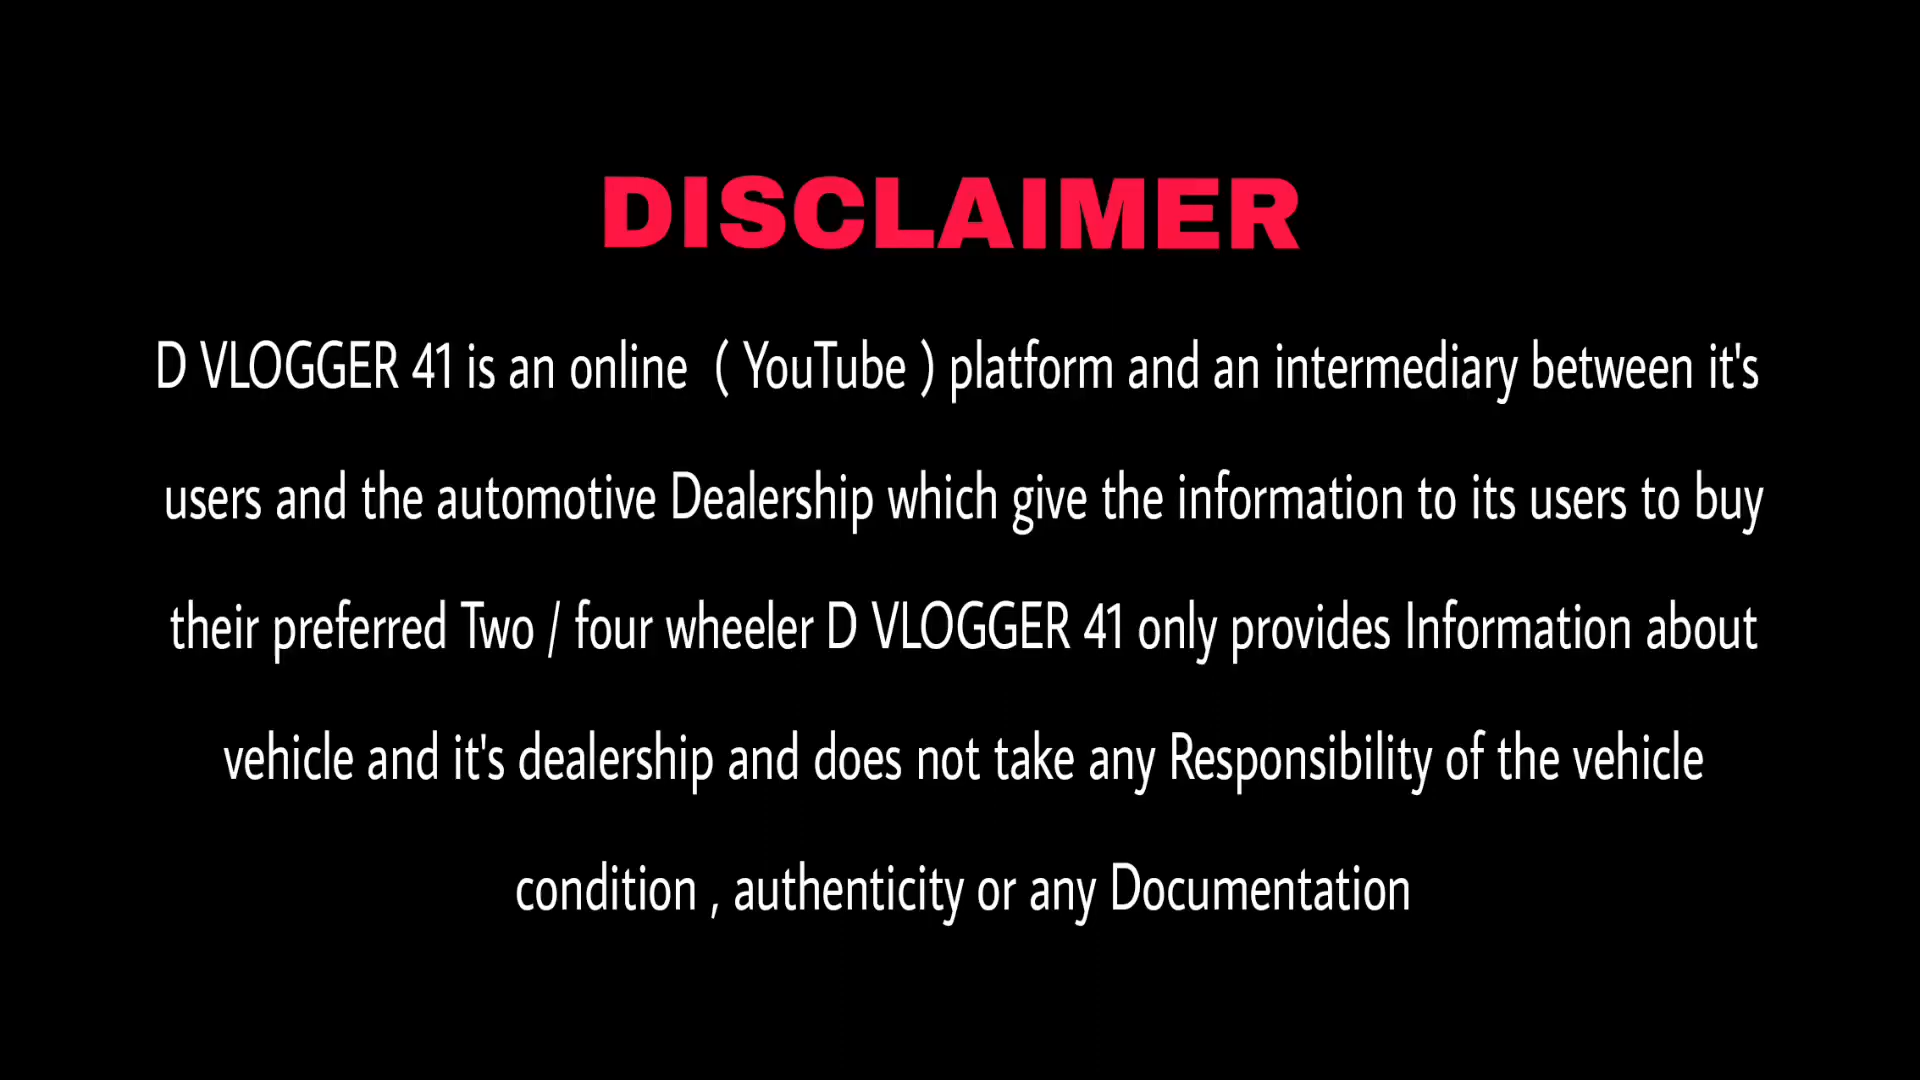 DISCLAIMER
D VLOGGER 41 is an online ( YouTube ) platform and an intermediary between it's
users and the automotive Dealership which give the information to its users to buy
their preferred Two / four wheeler D VLOGGER 41 only provides Information about
vehicle and it's dealership and does not take any Responsibility of the vehicle
condition , authenticity or any Documentation